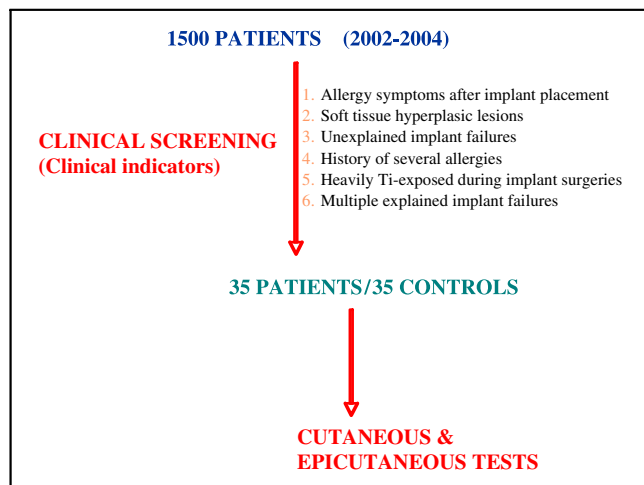 1500 PATIENTS (2002-2004)
1. Allergy symptoms after implant placement
2. Soft tissue hyperplasic lesions
3. Unexplained implant failures
4. History of several allergies
5. Heavily Ti-exposed during implant surgeries
6. Multiple explained implant failures
CLINICAL SCREENING
(Clinical indicators)
35 PATIENTS/35 CONTROLS
CUTANEOUS &
EPICUTANEOUS TESTS